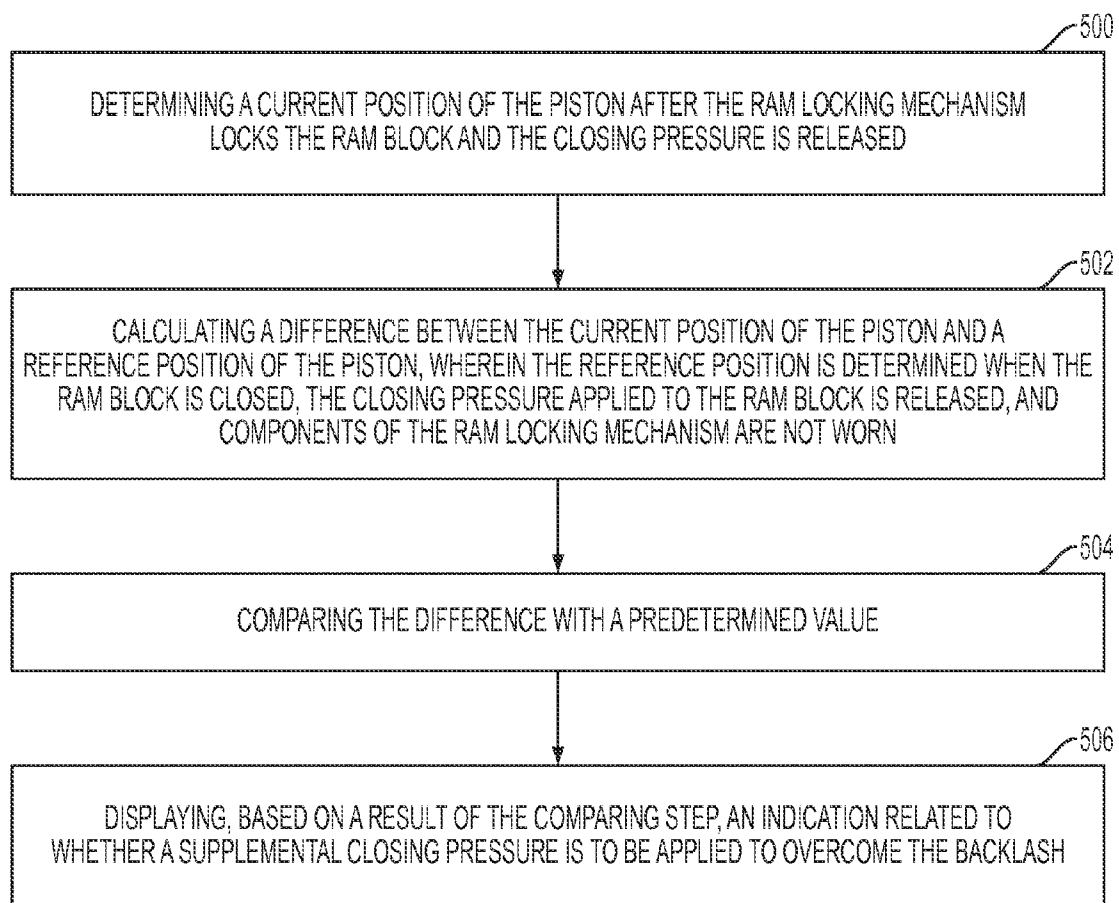 500
DETERMINING A CURRENT POSITION OF THE PISTON AFTER THE RAM LOCKING MECHANISM
LOCKS THE RAM BLOCK AND THE CLOSING PRESSURE IS RELEASED
502
CALCULATING A DIFFERENCE BETWEEN THE CURRENT POSITION OF THE PISTON AND A
REFERENCE POSITION OF THE PISTON, WHEREIN THE REFERENCE POSITION IS DETERMINED WHEN THE
RAM BLOCK IS CLOSED, THE CLOSING PRESSURE APPLIED TO THE RAM BLOCK IS RELEASED, AND
COMPONENTS OF THE RAM LOCKING MECHANISM ARE NOT WORN
504
COMPARING THE DIFFERENCE WITH A PREDETERMINED VALUE
506
DISPLAYING, BASED ON A RESULT OF THE COMPARING STEP, AN INDICATION RELATED TO
WHETHER A SUPPLEMENTAL CLOSING PRESSURE IS TO BE APPLIED TO OVERCOME THE BACKLASH